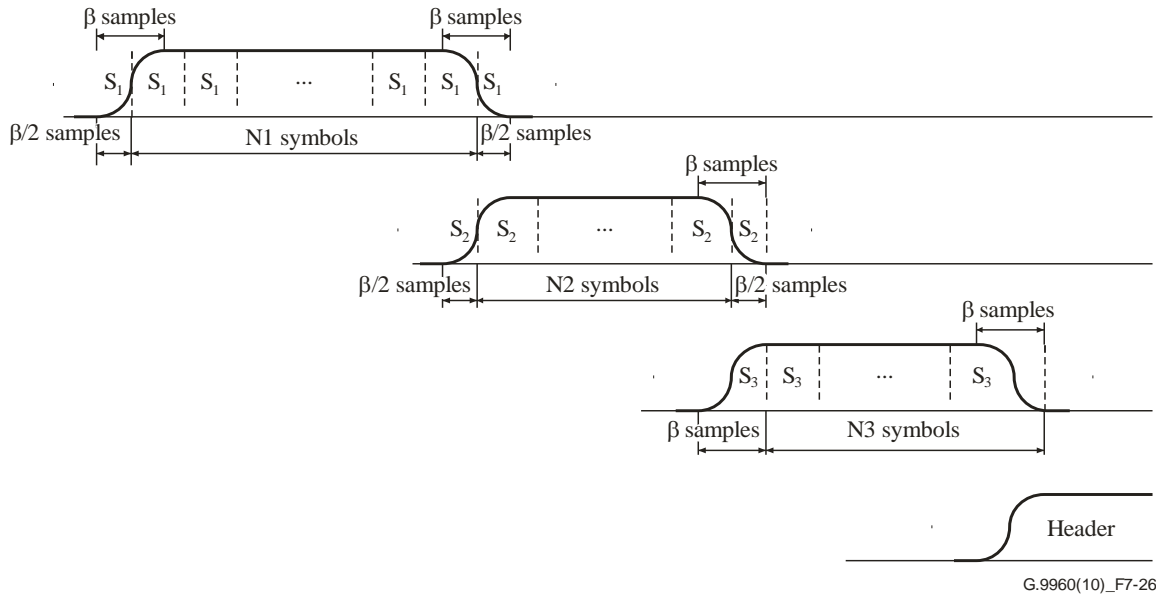 β samples β samples
S1 S1 S1 ... S1 S1 S1
β/2 samples N1 symbols β/2 samples
β samples
S2 S2 ... S2 S2
β/2 samples N2 symbols β/2 samples
β samples
S3 S3 ... S3
β samples N3 symbols
Header
G.9960(10)_F7-26